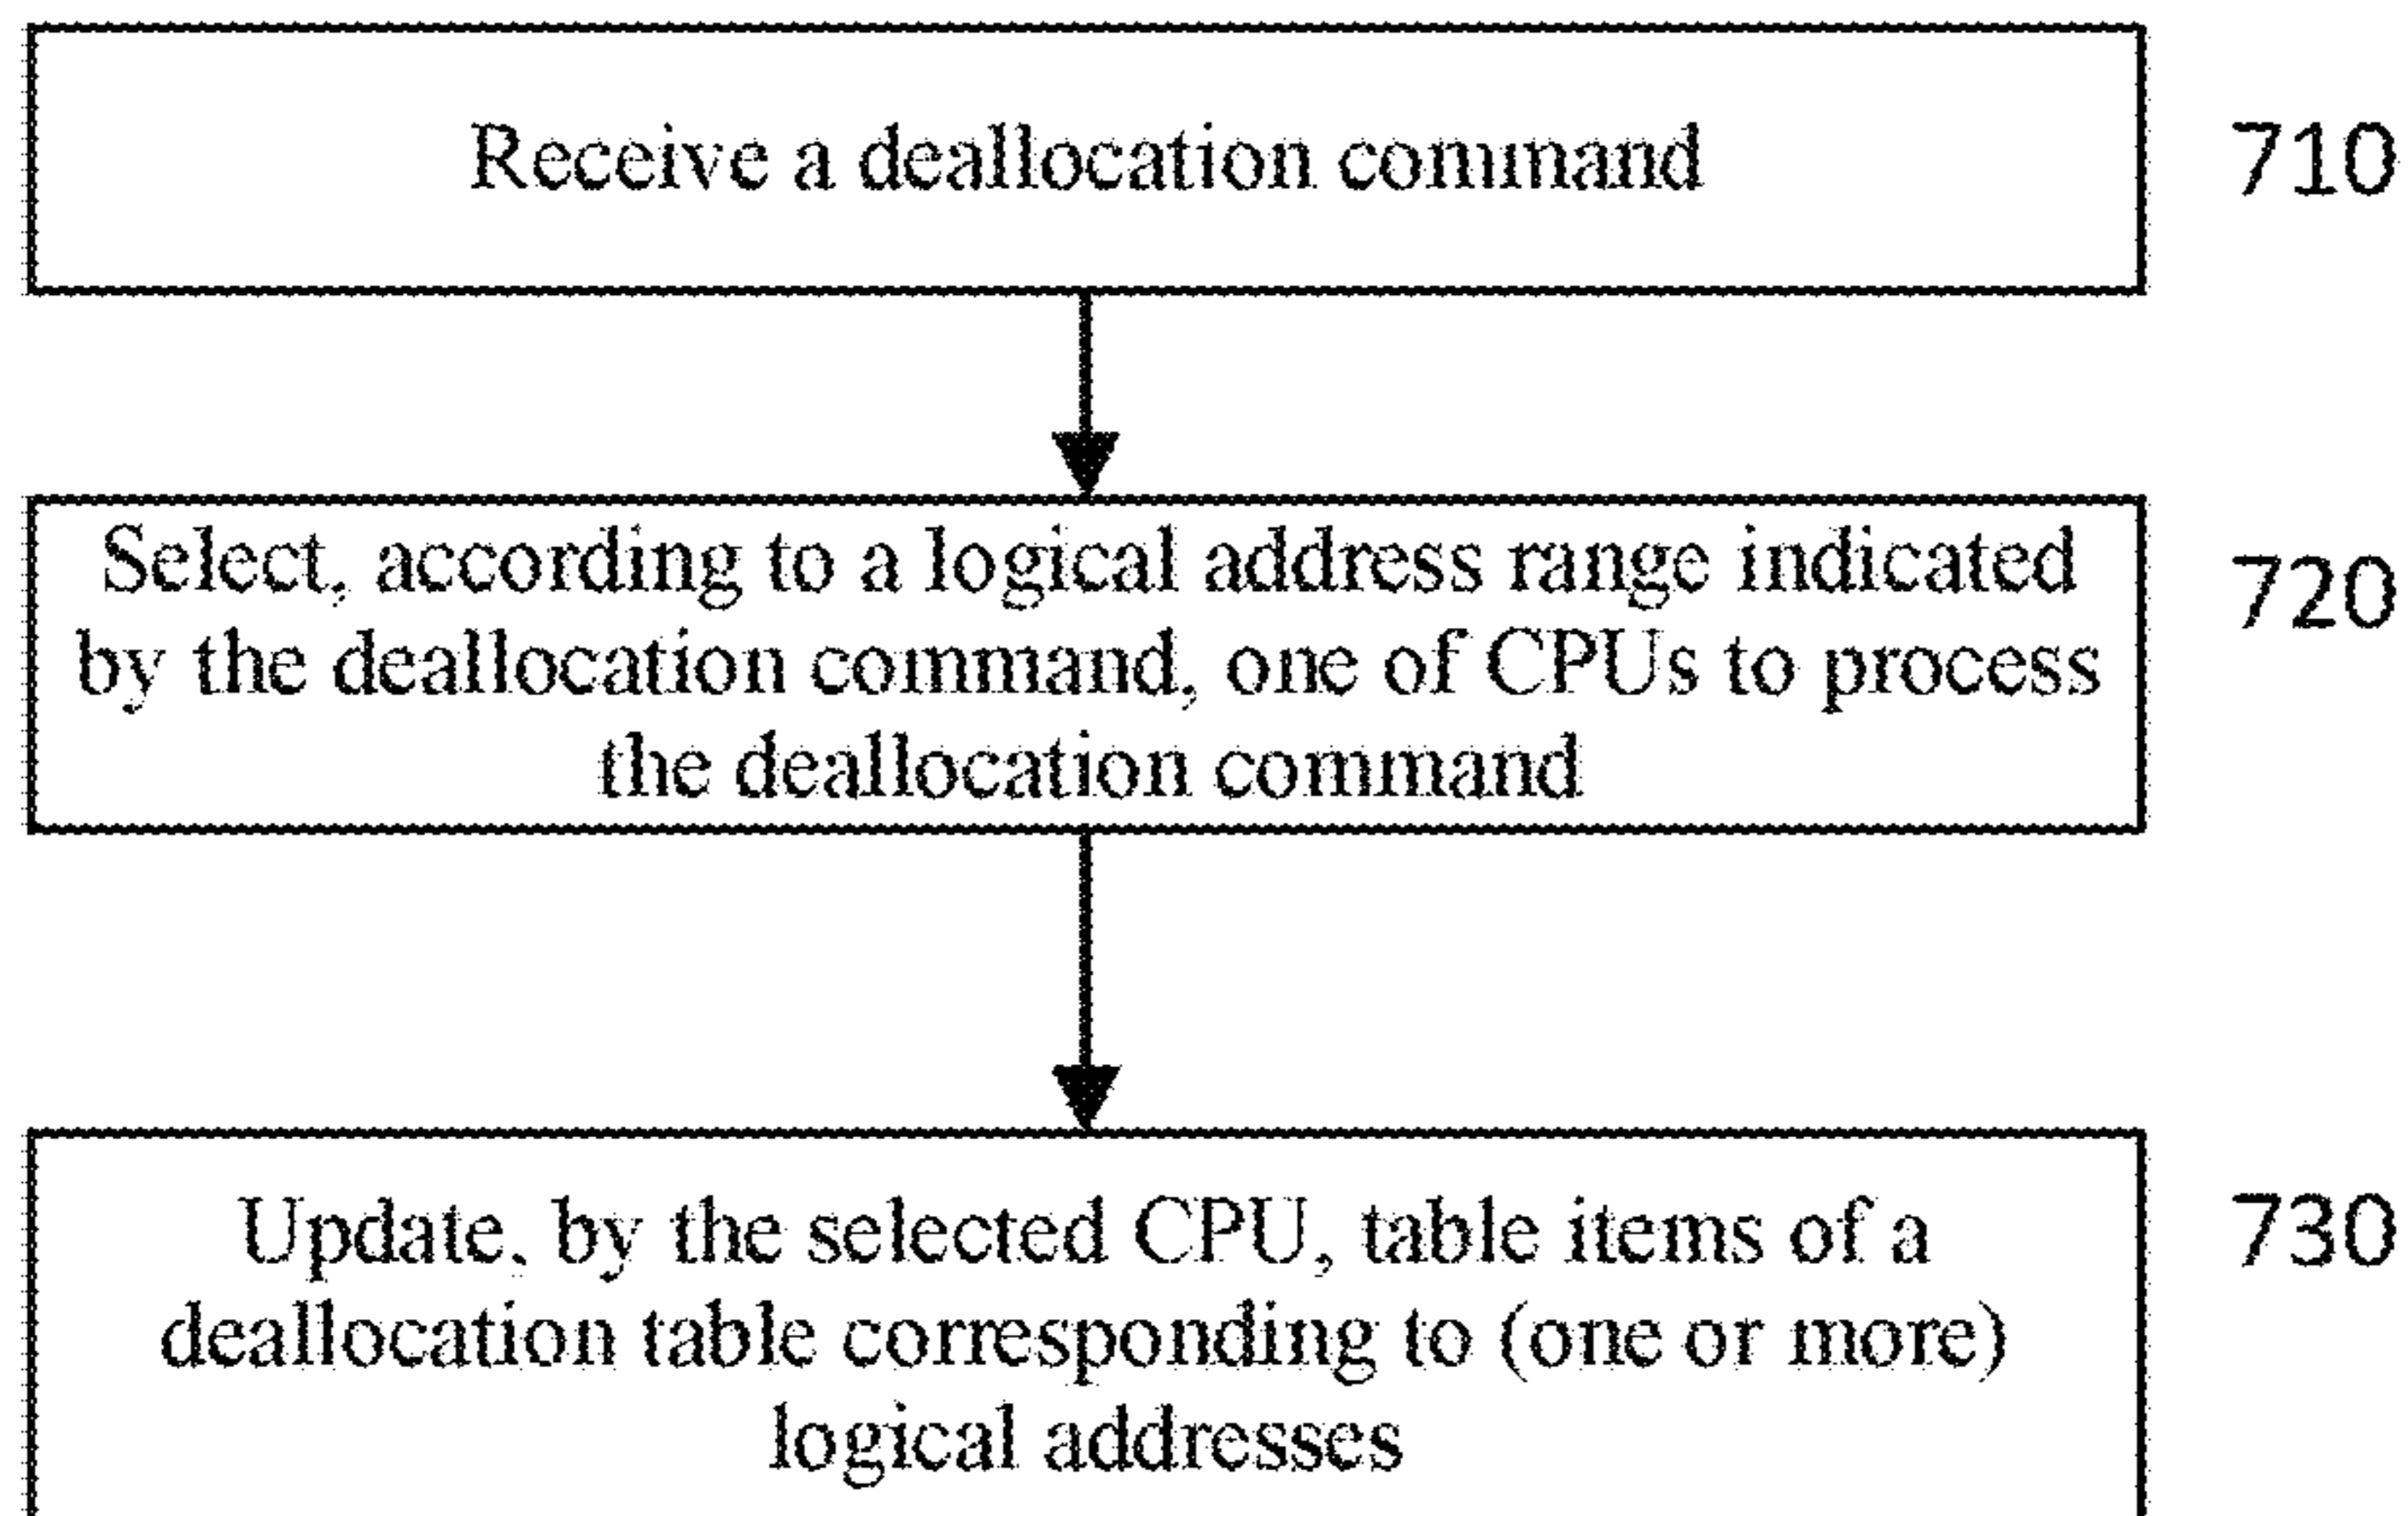 Receive a deallocation command
710
Select, according to a logical address range indicated
by the deallocation command, one of CPUs to process
the deallocation command
720
Update, by the selected CPU, table items of a
deallocation table corresponding to (one or more)
logical addresses
730